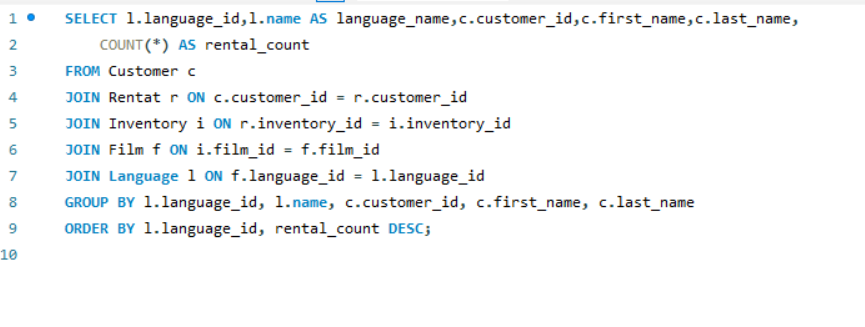 1 SELECT l.language_id,l.name AS language_name,c.customer_id,c.first_name,c.last_name,
2 COUNT(*) AS rental_count
3 FROM Customer c
4 JOIN Rentat r ON c.customer_id = r.customer_id
5 JOIN Inventory i ON r.inventory_id = i.inventory_id
6 JOIN Film f ON i.film_id = f.film_id
7 JOIN Language l ON f.language_id = l.language_id
8 GROUP BY l.language_id, l.name, c.customer_id, c.first_name, c.last_name
9 ORDER BY l.language_id, rental_count DESC;
10